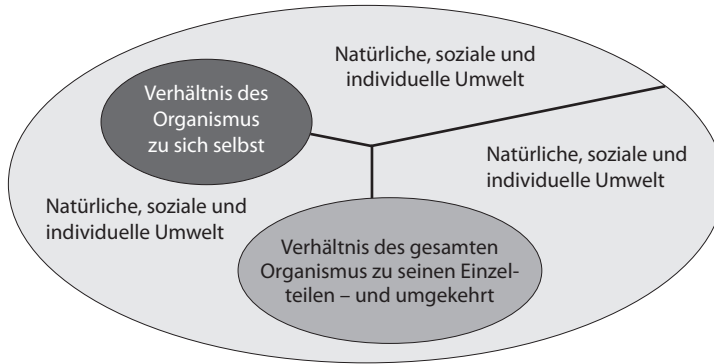 Natürliche, soziale und
individuelle Umwelt
Verhältnis des
Organismus
zu sich selbst
Natürliche, soziale und
individuelle Umwelt
Natürliche, soziale und
individuelle Umwelt
Verhältnis des gesamten
Organismus zu seinen Einzel-
teilen – und umgekehrt